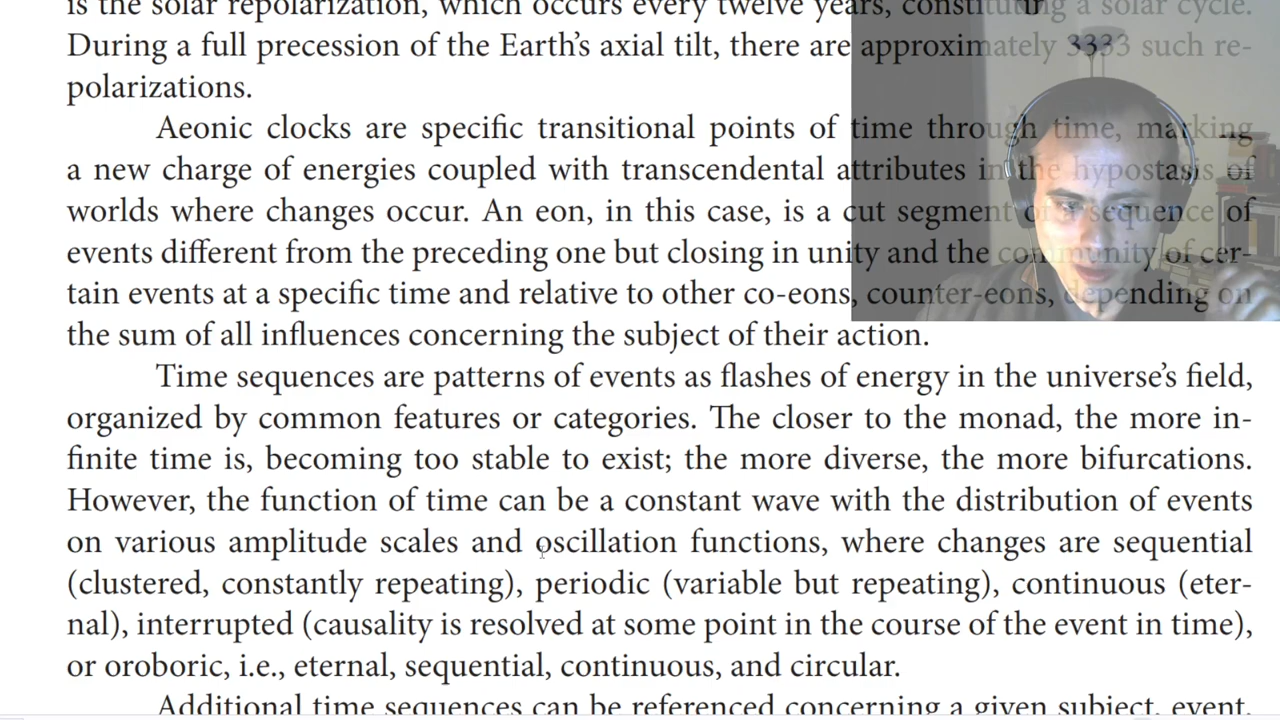 is the solar repolarization, which occurs every twelve years, constituting a solar cycle.
During a full precession of the Earth's axial tilt, there are approximately 3333 such re-
polarizations.
Aeonic clocks are specific transitional points of time through time, marking
a new charge of energies coupled with transcendental attributes in the hypostasis of
worlds where changes occur. An eon, in this case, is a cut segment of a sequence of
events different from the preceding one but closing in unity and the community of cer-
tain events at a specific time and relative to other co-eons, counter-eons, depending on
the sum of all influences concerning the subject of their action.
Time sequences are patterns of events as flashes of energy in the universe's field,
organized by common features or categories. The closer to the monad, the more in-
finite time is, becoming too stable to exist; the more diverse, the more bifurcations.
However, the function of time can be a constant wave with the distribution of events
on various amplitude scales and oscillation functions, where changes are sequential
(clustered, constantly repeating), periodic (variable but repeating), continuous (eter-
nal), interrupted (causality is resolved at some point in the course of the event in time),
or oroboric, i.e., eternal, sequential, continuous, and circular.
Additional time sequences can be referenced concerning a given subject, event,